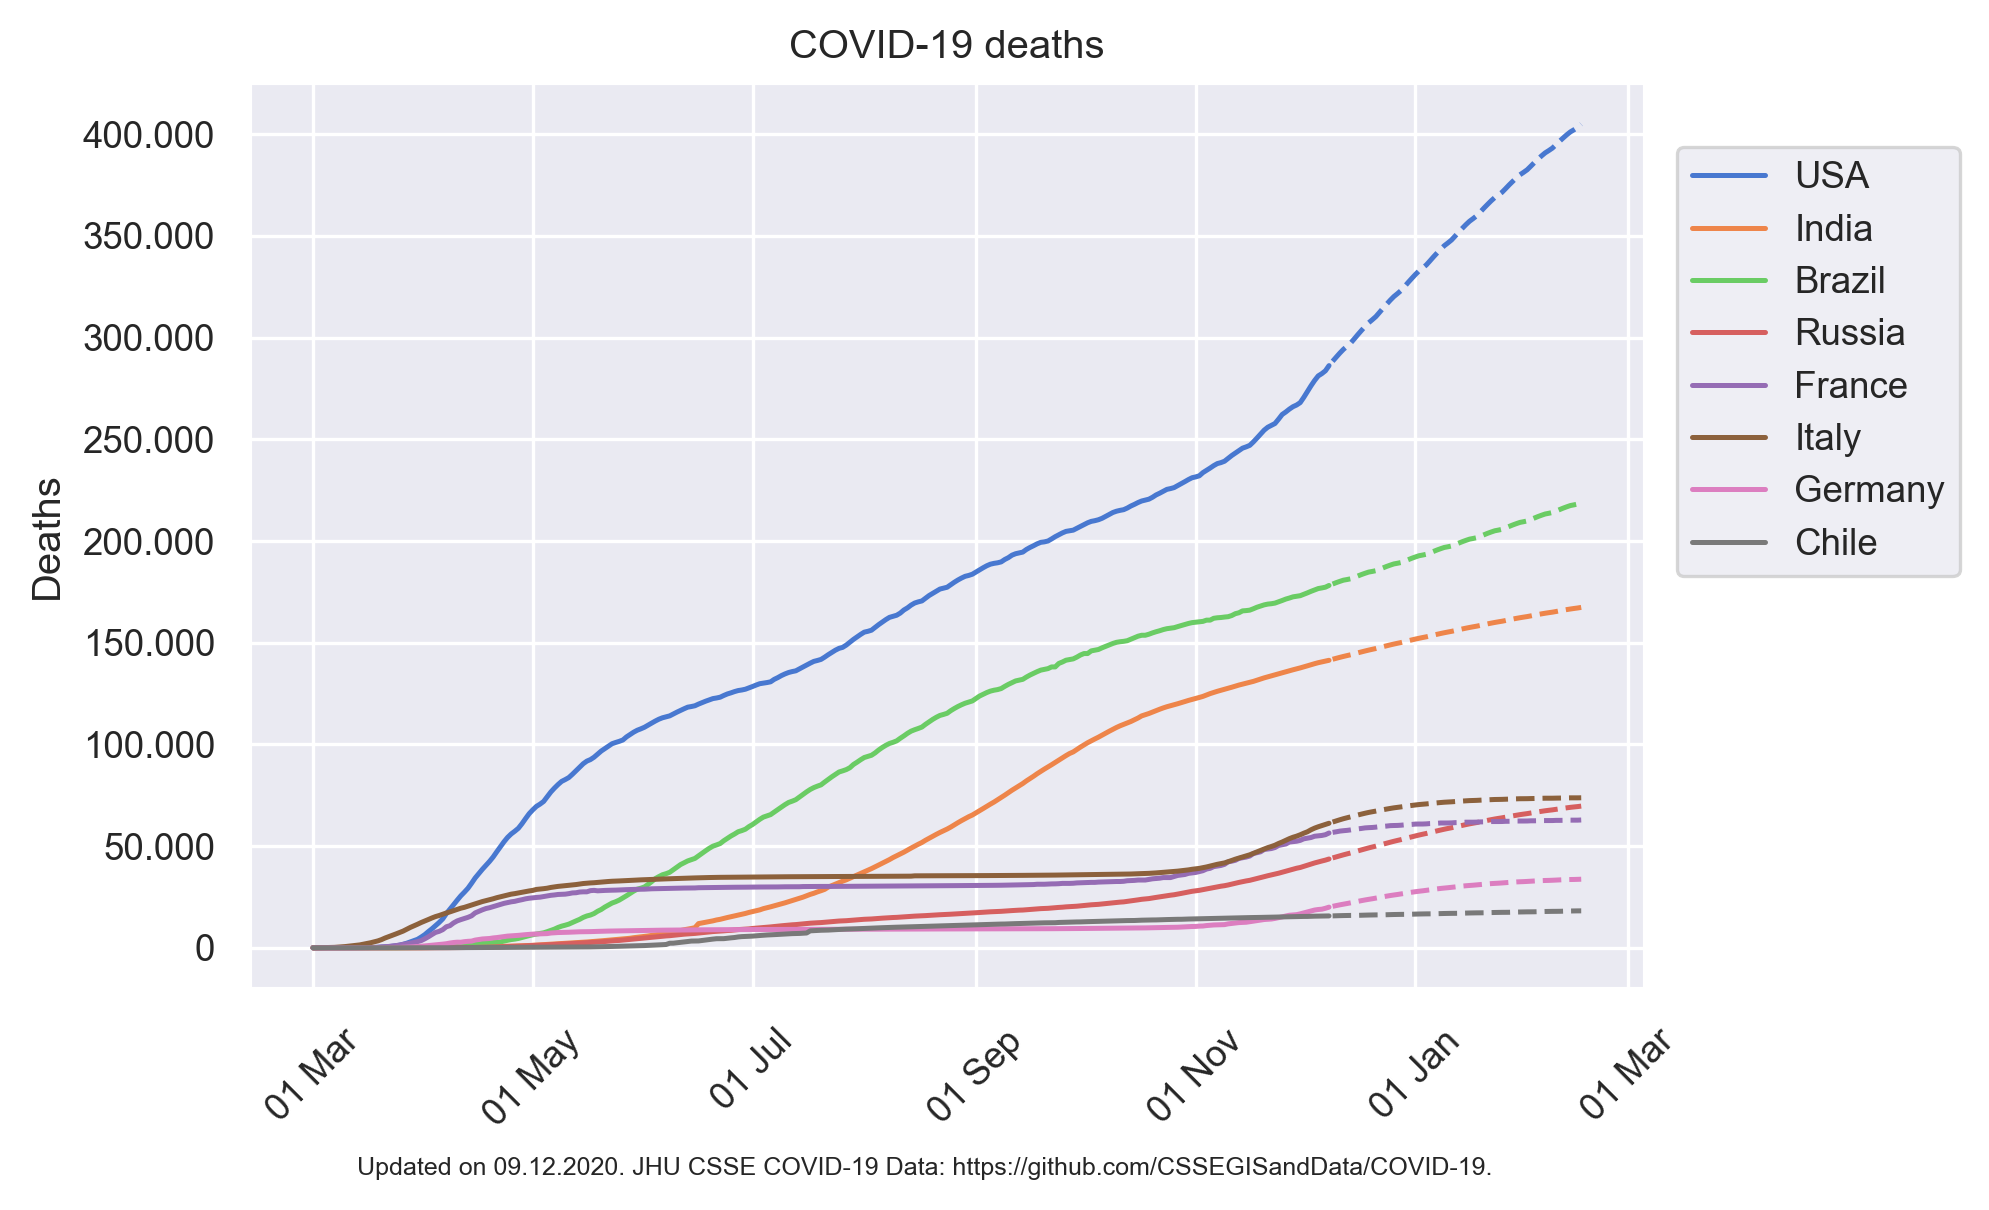 COVID-19 deaths
400.000
350.000
300.000
250.000
200.000
150.000
100.000
50.000
0
Deaths
01 Mar
01 May
01 Jul
01 Sep
01 Nov
01 Jan
01 Mar
USA
India
Brazil
Russia
France
Italy
Germany
Chile
Updated on 09.12.2020. JHU CSSE COVID-19 Data: https://github.com/CSSEGISandData/COVID-19.